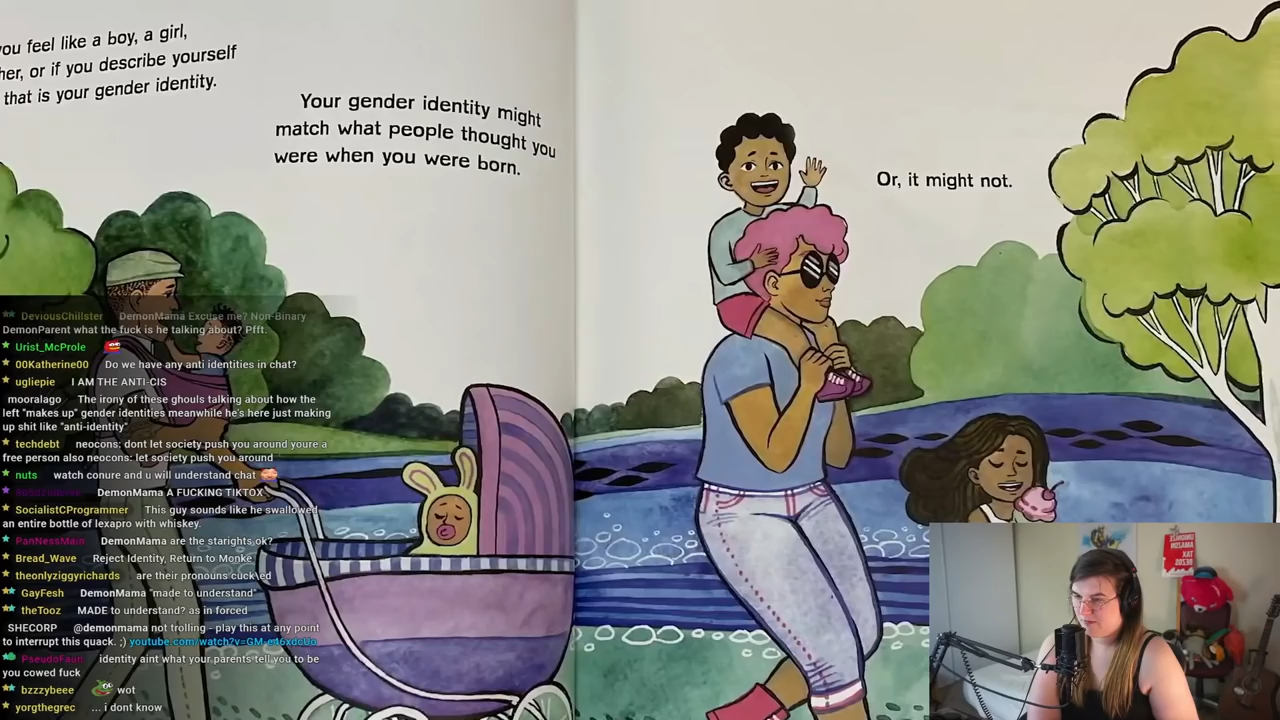 you feel like a boy, a girl,
her, or if you describe yourself
that is your gender identity.
Your gender identity might
match what people thought you
were when you were born.
Or, it might not.
DeviousChillster DemonMama Excuse me? Non-Binary
DemonParent what the fuck is he talking about? Pfft.
Urist_McProle
00Katherine00 Do we have any anti identities in chat?
ugliepie I AM THE ANTI-CIS
mooralago The irony of these ghouls talking about how the
left "makes up" gender identities meanwhile he's here just making
up shit like "anti-identity"
techdebt neocons: dont let society push you around youre a
free person also neocons: let society push you around
nuts watch conure and u will understand chat
DemonMama A FUCKING TIKTOX
SocialistCProgrammer This guy sounds like he swallowed
an entire bottle of lexapro with whiskey.
PanNessMain DemonMama are the starights ok?
Bread_Wave Reject Identity, Return to Monke
theonlyziggyrichards are their pronouns cuck/ed
GayFesh DemonMama "made to understand"
theTooz MADE to understand? as in forced
SHECORP @demonmama not trolling - play this at any point
to interrupt this quack. ;) youtube.com/watch?v=
PseudoFaun identity aint what your parents tell you to be
you cowed fuck
bzzzybeee wot
yorgthegrec ... i dont know